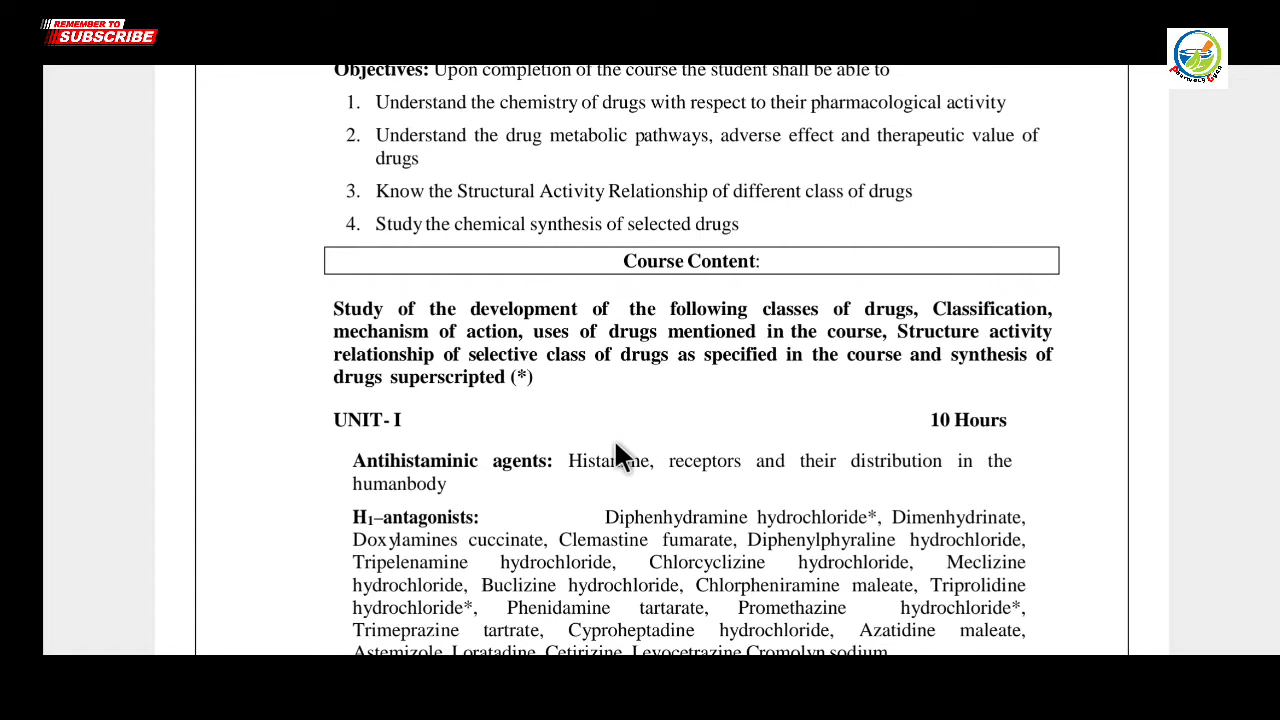 REMEMBER TO
SUBSCRIBE
Objectives: Upon completion of the course the student shall be able to
1. Understand the chemistry of drugs with respect to their pharmacological activity
2. Understand the drug metabolic pathways, adverse effect and therapeutic value of
drugs
3. Know the Structural Activity Relationship of different class of drugs
4. Study the chemical synthesis of selected drugs
Course Content:
Study of the development of the following classes of drugs, Classification,
mechanism of action, uses of drugs mentioned in the course, Structure activity
relationship of selective class of drugs as specified in the course and synthesis of
drugs superscripted (*)
UNIT- I 10 Hours
Antihistaminic agents: Histamine, receptors and their distribution in the
humanbody
H1–antagonists: Diphenhydramine hydrochloride*, Dimenhydrinate,
Doxylamines cuccinate, Clemastine fumarate, Diphenylphyraline hydrochloride,
Tripelenamine hydrochloride, Chlorcyclizine hydrochloride, Meclizine
hydrochloride, Buclizine hydrochloride, Chlorpheniramine maleate, Triprolidine
hydrochloride*, Phenidamine tartarate, Promethazine hydrochloride*,
Trimeprazine tartrate, Cyproheptadine hydrochloride, Azatidine maleate,
Astemizole, Loratadine, Cetirizine, Levocetrazine Cromolyn sodium